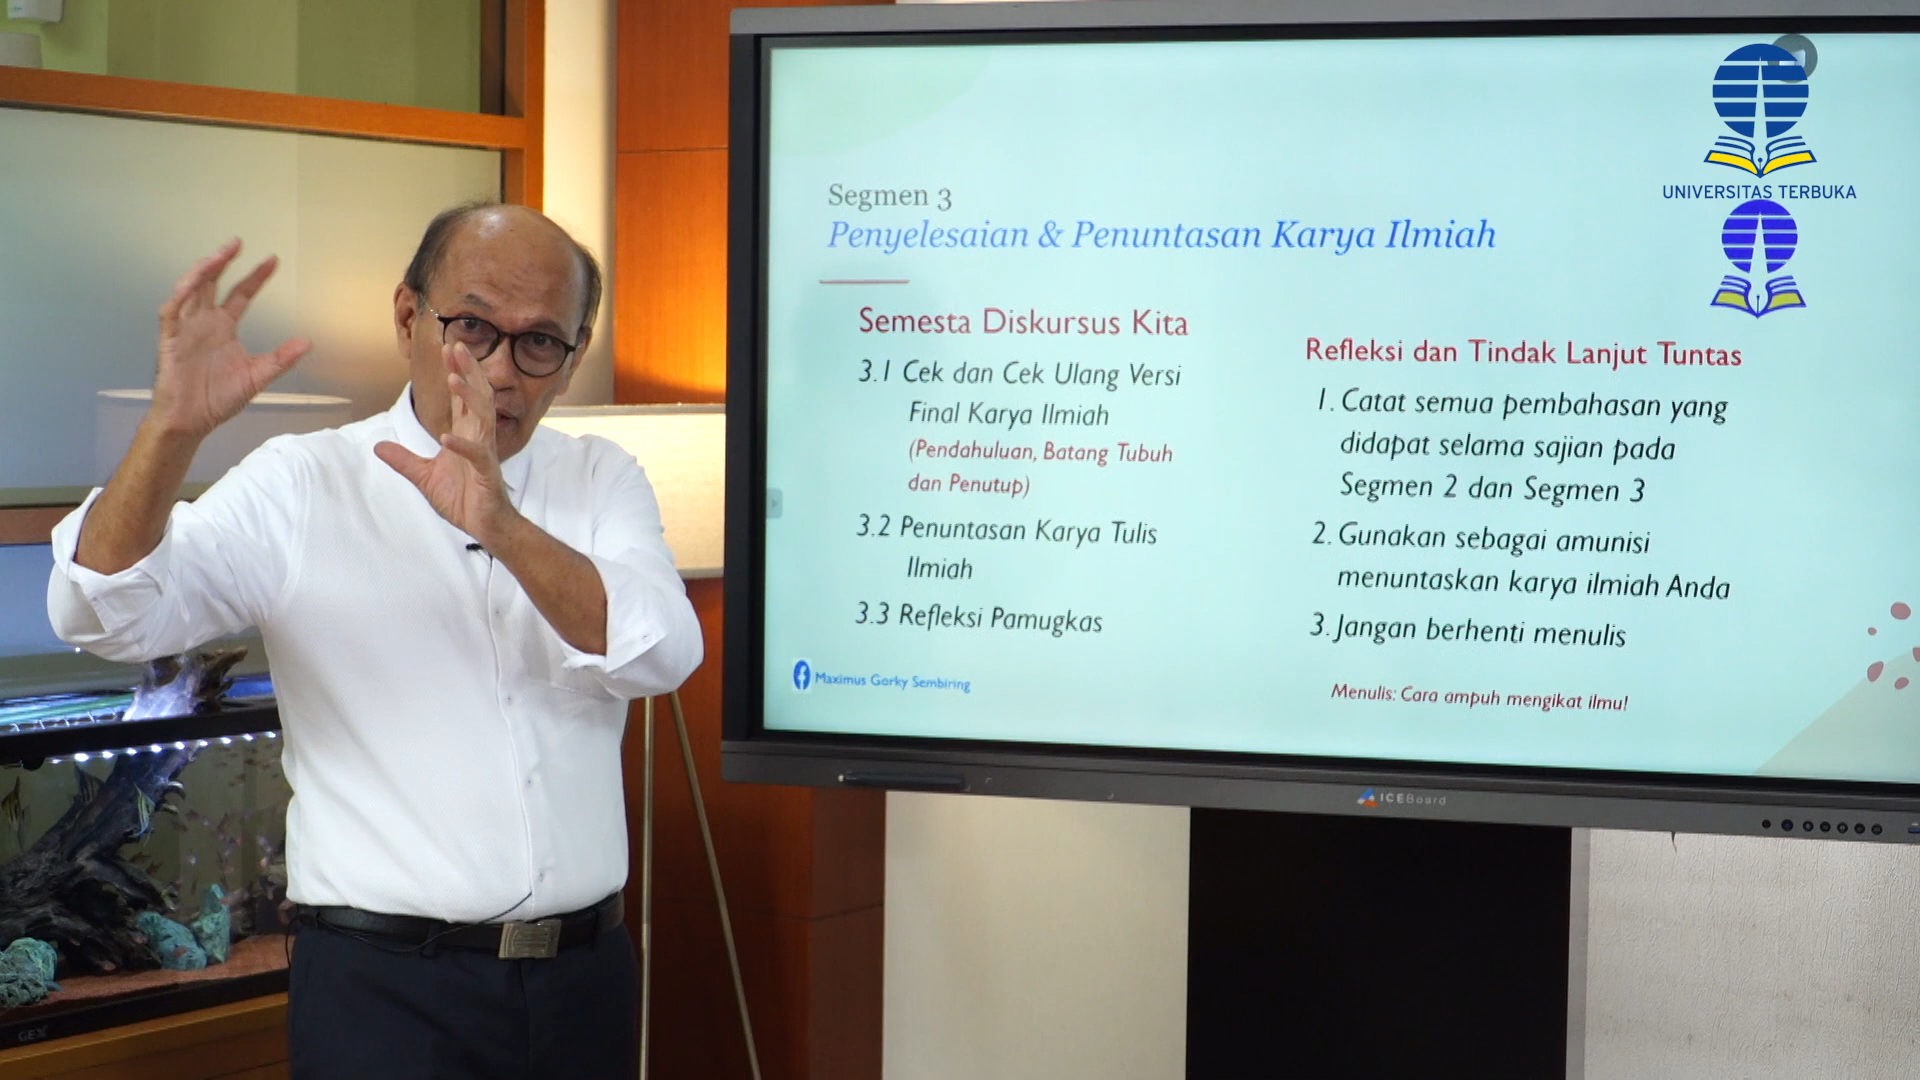 UNIVERSITAS TERBUKA
Segmen 3
Penyelesaian & Penuntasan Karya Ilmiah
Semesta Diskursus Kita
3.1 Cek dan Cek Ulang Versi
Final Karya Ilmiah
(Pendahuluan, Batang Tubuh
dan Penutup)
3.2 Penuntasan Karya Tulis
Ilmiah
3.3 Refleksi Pamugkas
Maximus Gorky Sembiring
Refleksi dan Tindak Lanjut Tuntas
1. Catat semua pembahasan yang
didapat selama sajian pada
Segmen 2 dan Segmen 3
2. Gunakan sebagai amunisi
menuntaskan karya ilmiah Anda
3. Jangan berhenti menulis
Menulis: Cara ampuh mengikat ilmu!
ICEBoard
GEX